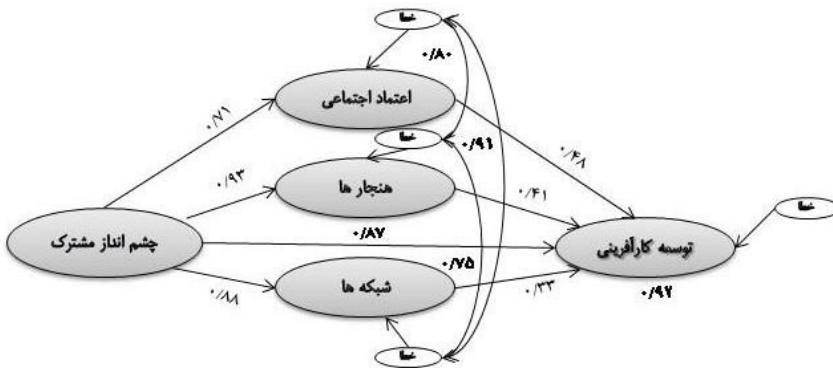 خطا
۰/۸۰
اعتماد اجتماعی
۰/۷۱
خطا
۰/۹۱
۰/۴۸
۰/۹۳
هنجار ها
۰/۴۱
خطا
چشم انداز مشترک
۰/۸۷
توسعه کارآفرینی
۰/۷۵
۰/۸۸
شبکه ها
۰/۳۳
۰/۹۷
خطا